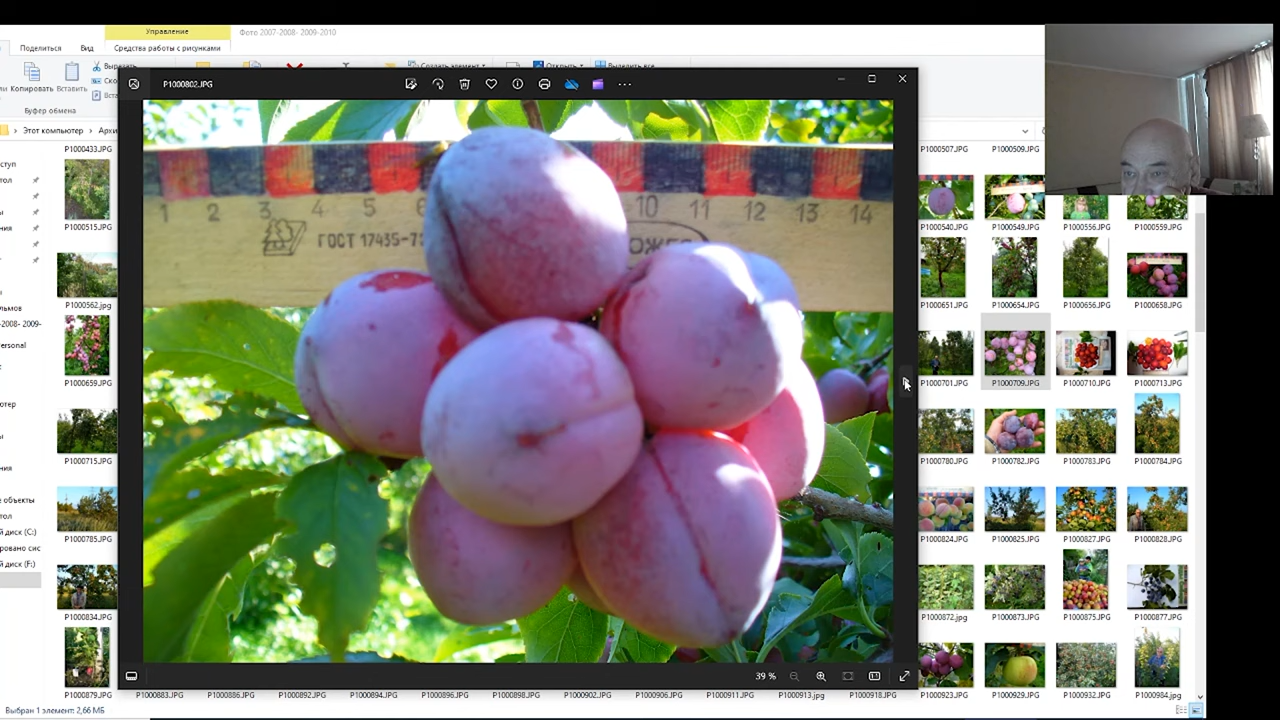 Управление
Фото 2007-2008- 2009-2010
Поделиться
Вид
Средства работы с рисунками
Копировать
Вставить
Буфер обмена
Этот компьютер
P1000802.JPG
1 2 3 4 5 10 11 12 13 14
ГОСТ 17435-7
P1000433.JPG
P1000507.JPG
P1000509.JPG
P1000515.JPG
P1000540.JPG
P1000549.JPG
P1000556.JPG
P1000559.JPG
P1000562.jpg
P1000651.JPG
P1000654.JPG
P1000656.JPG
P1000658.JPG
P1000659.JPG
P1000701.JPG
P1000709.JPG
P1000710.JPG
P1000713.JPG
P1000715.JPG
P1000780.JPG
P1000782.JPG
P1000783.JPG
P1000784.JPG
P1000785.JPG
P1000824.JPG
P1000825.JPG
P1000827.JPG
P1000828.JPG
P1000834.JPG
P1000872.jpg
P1000873.JPG
P1000875.JPG
P1000877.JPG
39 %
P1000879.JPG
P1000883.JPG
P1000886.JPG
P1000892.JPG
P1000894.JPG
P1000896.JPG
P1000898.JPG
P1000902.JPG
P1000906.JPG
P1000911.JPG
P1000913.jpg
P1000918.JPG
P1000923.JPG
P1000929.JPG
P1000932.JPG
P1000984.jpg
Выбран 1 элемент: 2,66 МБ